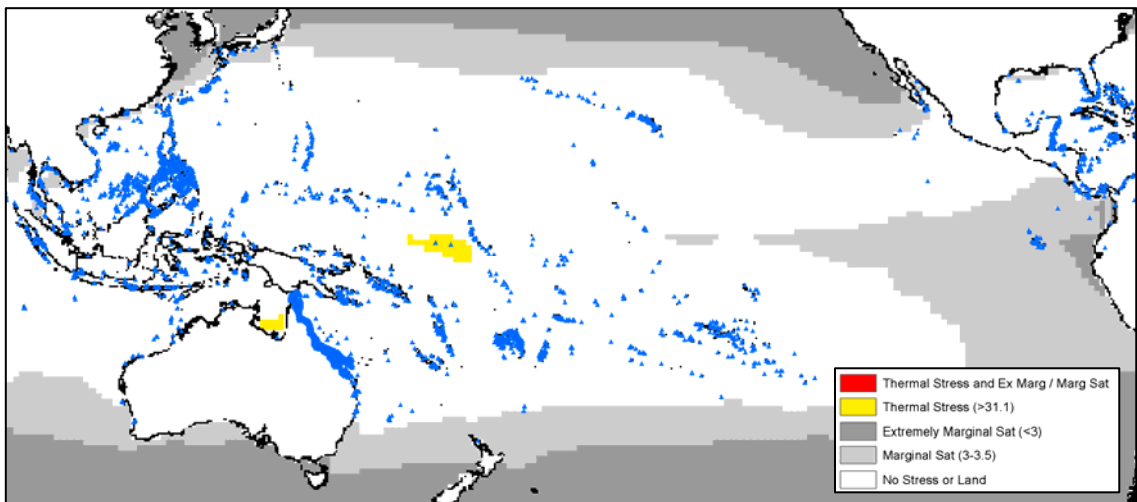 Thermal Stress and Ex Marg / Marg Sat
Thermal Stress (>31.1)
Extremely Marginal Sat (<3)
Marginal Sat (3-3.5)
No Stress or Land